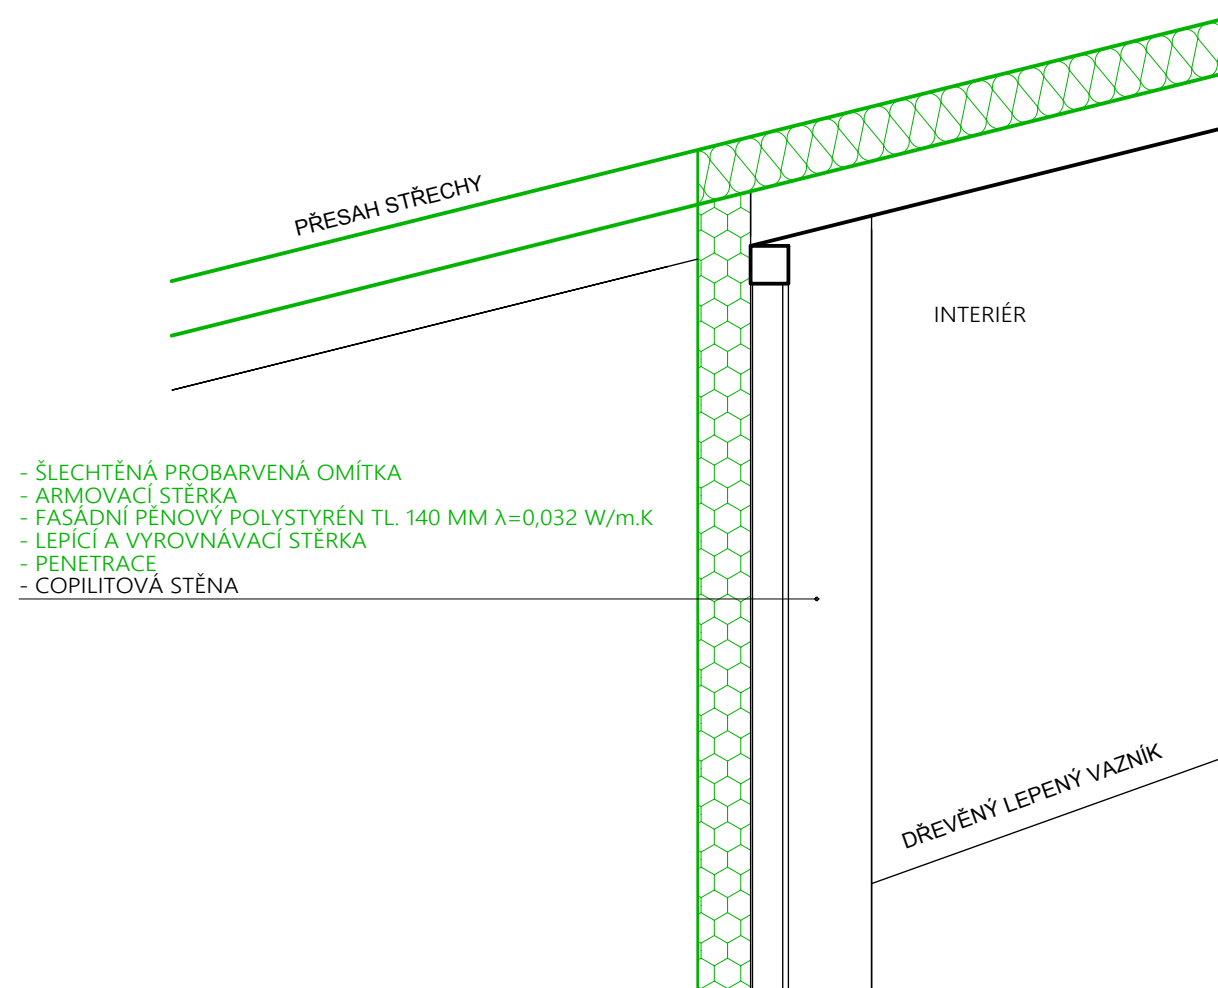 PŘESAH STŘECHY
INTERIÉR
- ŠLECHTĚNÁ PROBARVENÁ OMÍTKA
- ARMOVACÍ STĚRKA
- FASÁDNÍ PĚNOVÝ POLYSTYRÉN TL. 140 MM λ=0,032 W/m.K
- LEPÍCÍ A VYROVNÁVACÍ STĚRKA
- PENETRACE
- COPILITOVÁ STĚNA
DŘEVĚNÝ LEPENÝ VAZNÍK